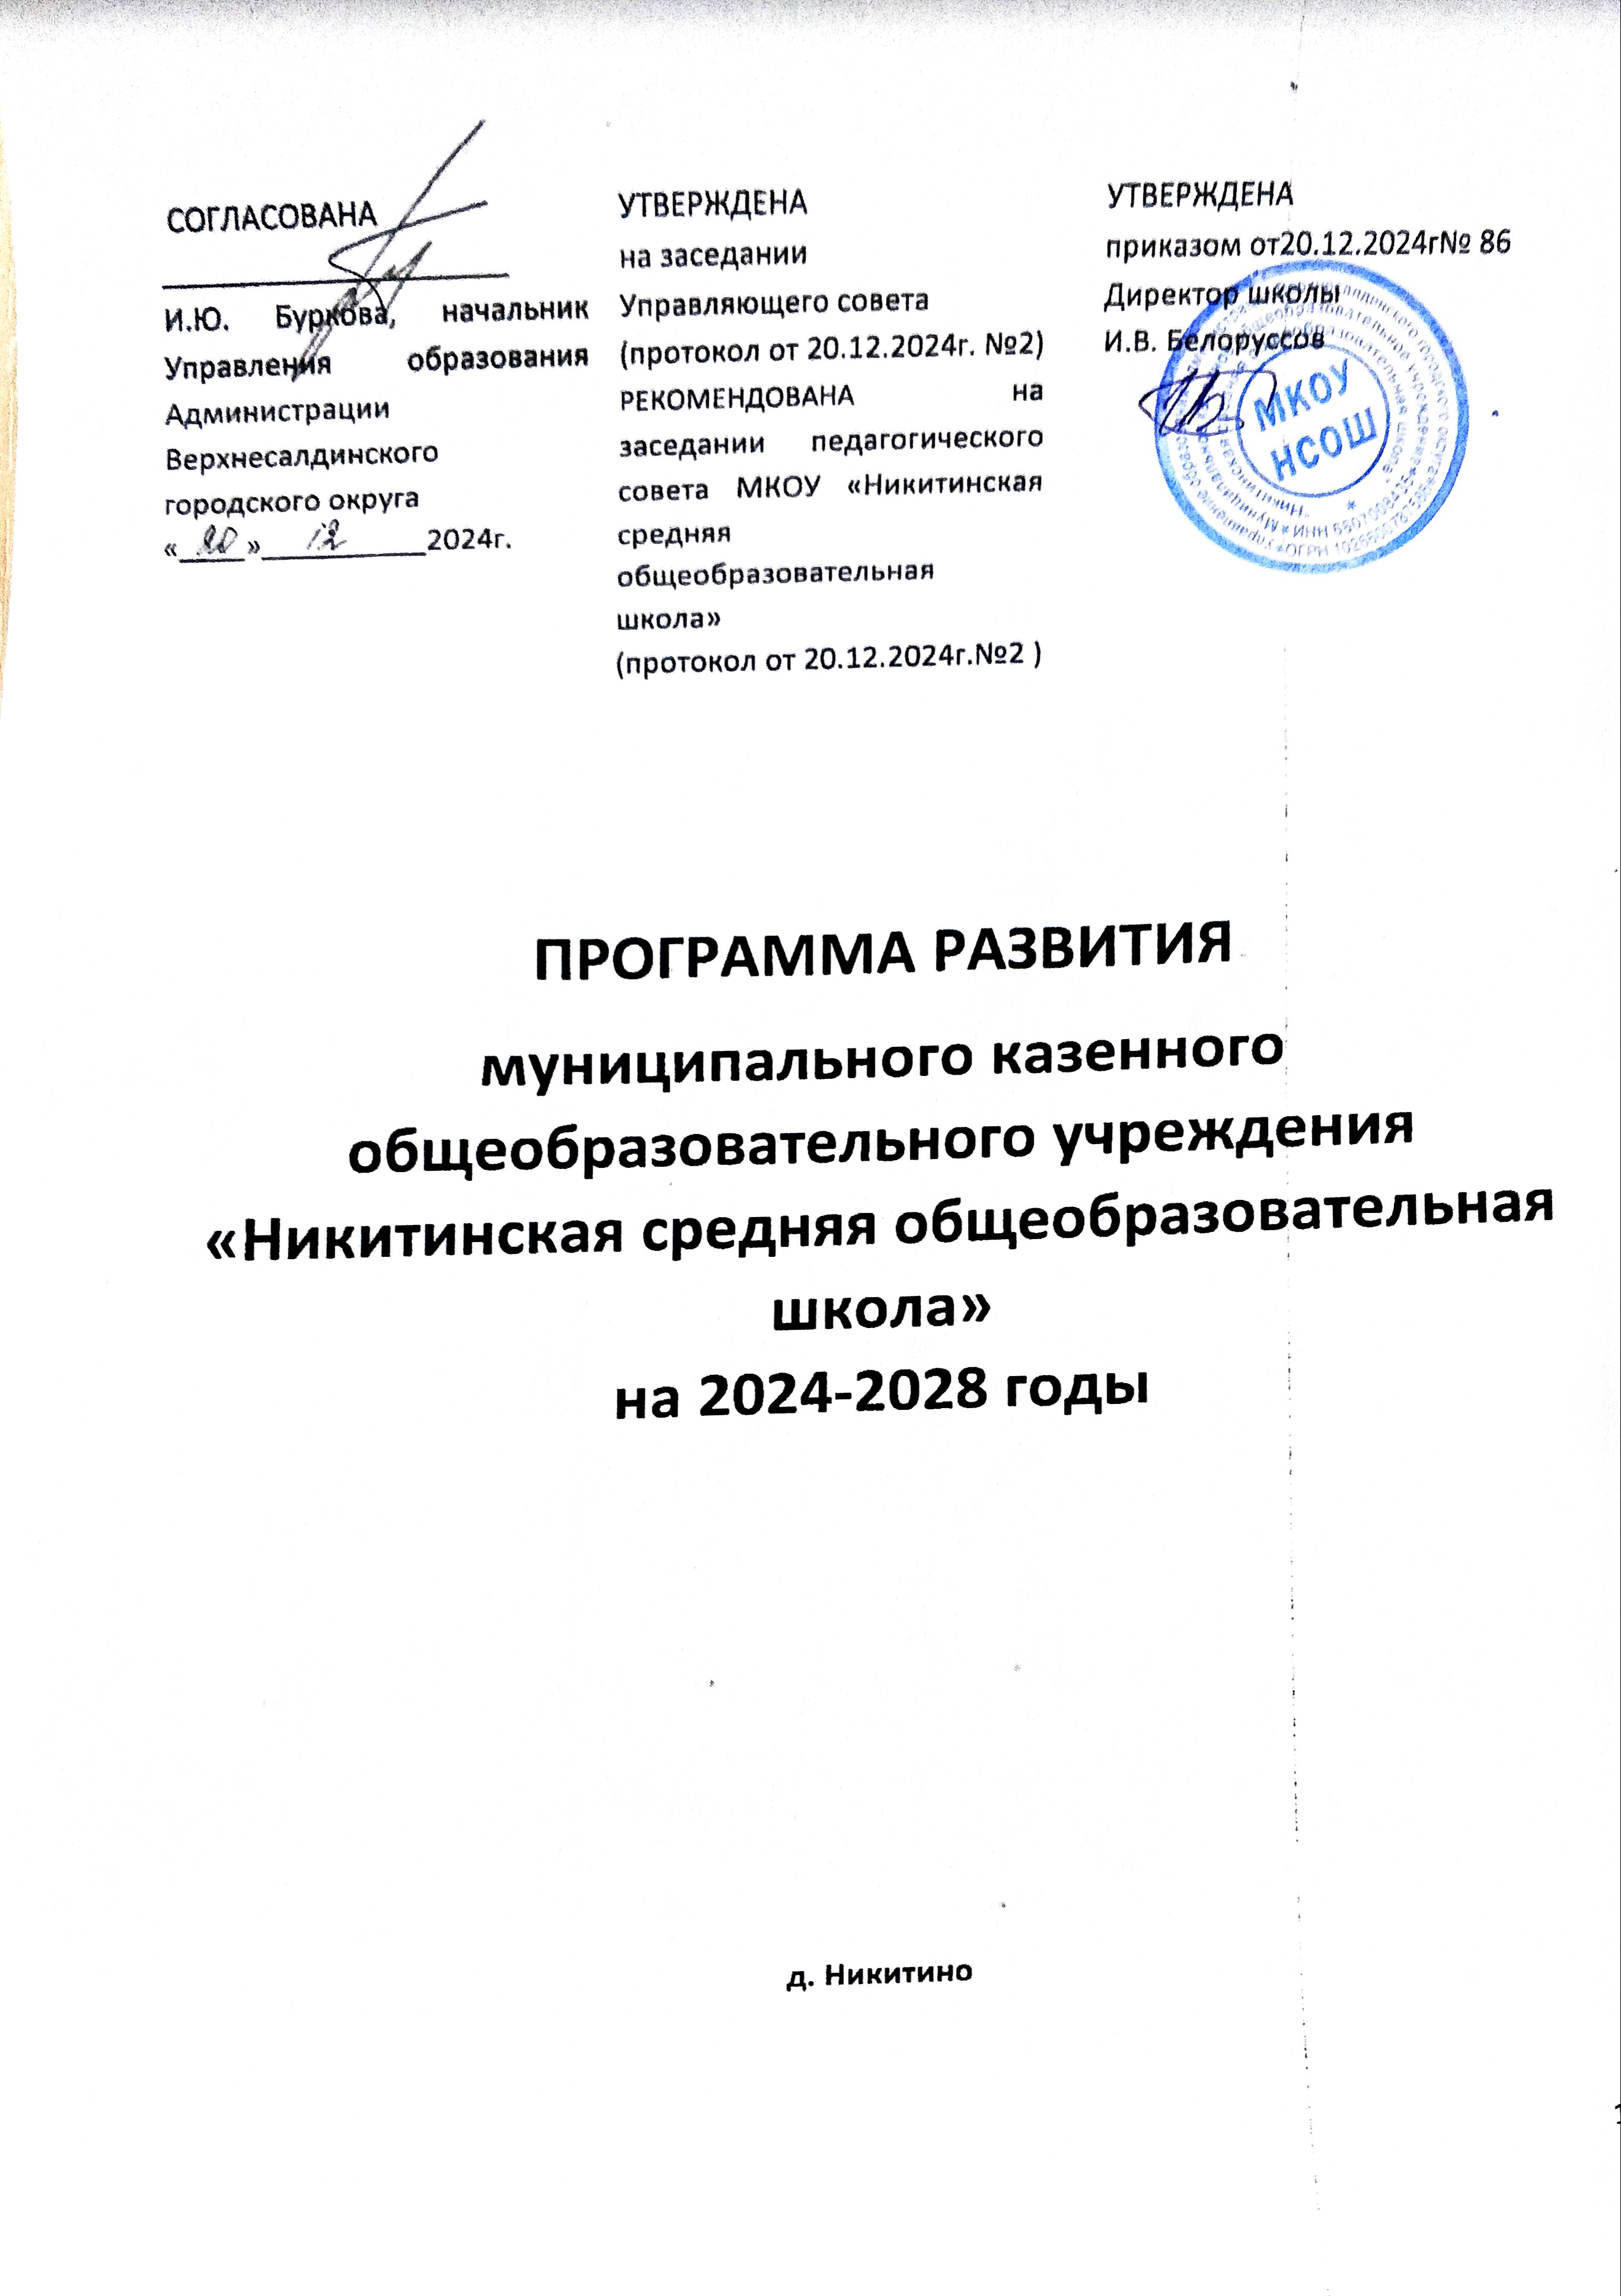 СОГЛАСОВАНА
И.Ю. Буркова, начальник
Управления образования
Администрации
Верхнесалдинского
городского округа
«20» 12 2024г.
УТВЕРЖДЕНА
на заседании
Управляющего совета
(протокол от 20.12.2024г. №2)
РЕКОМЕНДОВАНА на
заседании педагогического
совета МКОУ «Никитинская
средняя
общеобразовательная
школа»
(протокол от 20.12.2024г.№2 )
УТВЕРЖДЕНА
приказом от20.12.2024г№ 86
Директор школы
И.В. Белоруссов
МКОУ
НСОШ
ПРОГРАММА РАЗВИТИЯ
муниципального казенного
общеобразовательного учреждения
«Никитинская средняя общеобразовательная
школа»
на 2024-2028 годы
д. Никитино